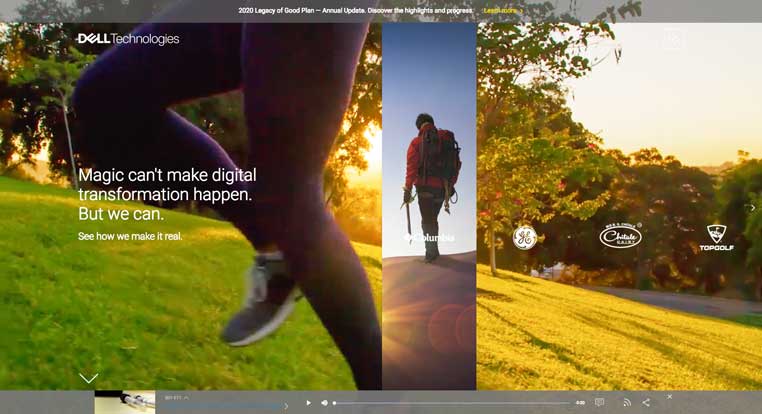 2020 Legacy of Good Plan — Annual Update. Discover the highlights and progress. Learn more
DELLTechnologies
Magic can't make digital
transformation happen.
But we can.
See how we make it real.
Columbia
GE
Chitale
DAIRY
TOPGOLF
0:00